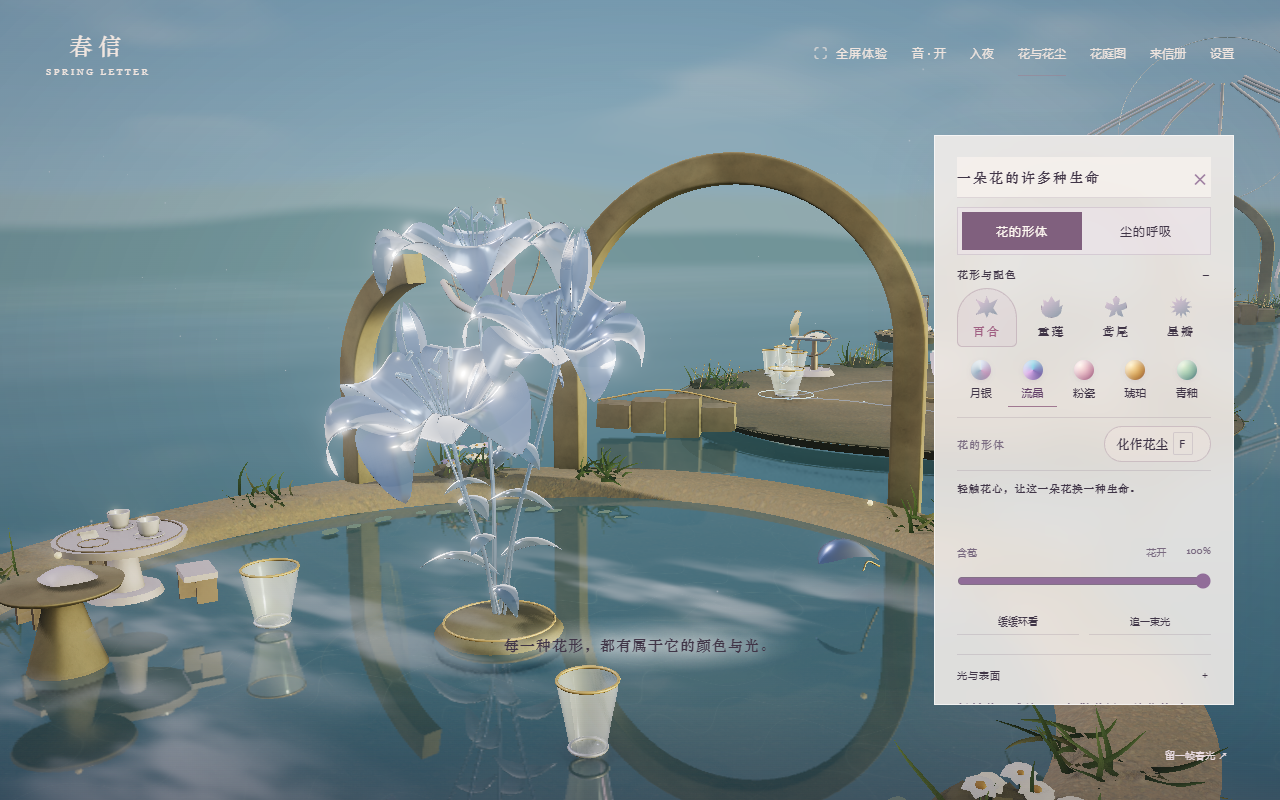 春信
SPRING LETTER
全屏体验
音·开
入夜
花与花尘
花庭图
来信册
设置
一朵花的许多种生命
花的形体
尘的呼吸
花形与配色
百合
重莲
鸢尾
星瓣
月银
流晶
粉瓷
琥珀
青釉
花的形体
化作花尘 F
轻触花心，让这一朵花换一种生命。
含苞
花开 100%
缓缓环看
追一束光
光与表面
每一种花形，都有属于它的颜色与光。
留一帧春光 ↗